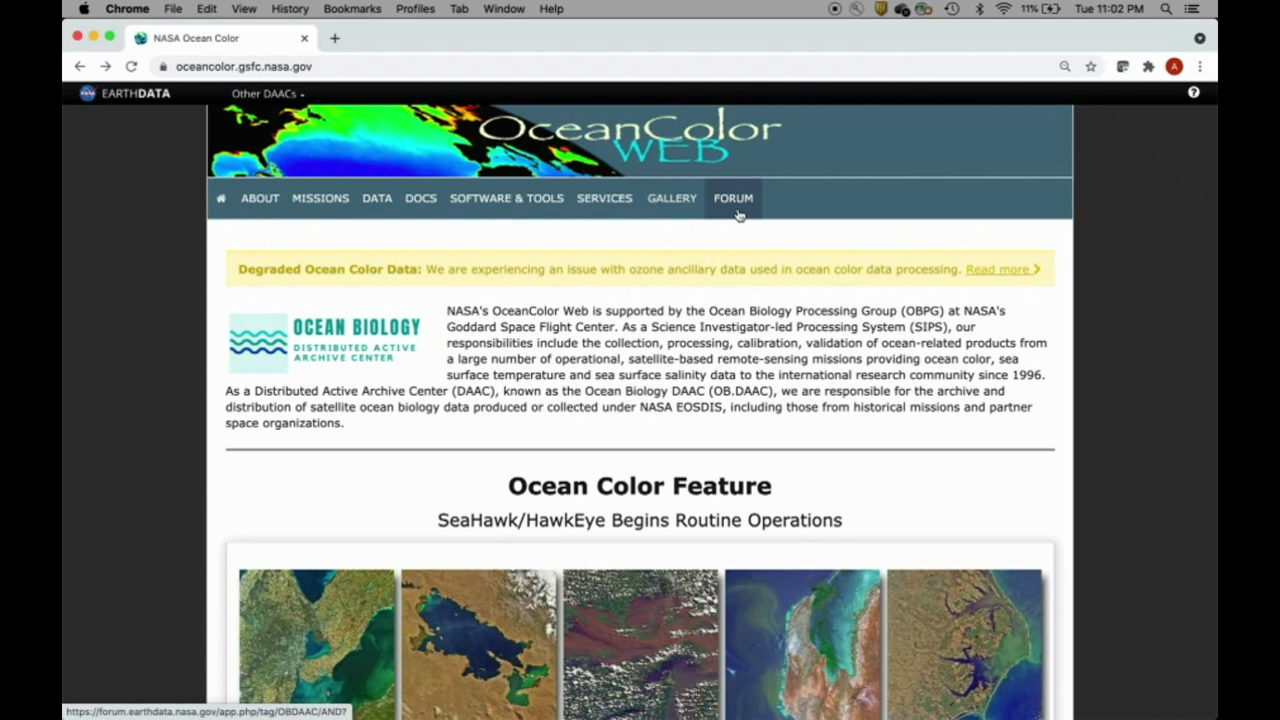 Chrome File Edit View History Bookmarks Profiles Tab Window Help 11% Tue 11:02 PM
NASA Ocean Color
oceancolor.gsfc.nasa.gov A
EARTHDATA Other DAACs ?
OceanColor
WEB
ABOUT MISSIONS DATA DOCS SOFTWARE & TOOLS SERVICES GALLERY FORUM
Degraded Ocean Color Data: We are experiencing an issue with ozone ancillary data used in ocean color data processing. Read more
OCEAN BIOLOGY
DISTRIBUTED ACTIVE
ARCHIVE CENTER
NASA's OceanColor Web is supported by the Ocean Biology Processing Group (OBPG) at NASA's
Goddard Space Flight Center. As a Science Investigator-led Processing System (SIPS), our
responsibilities include the collection, processing, calibration, validation of ocean-related products from
a large number of operational, satellite-based remote-sensing missions providing ocean color, sea
surface temperature and sea surface salinity data to the international research community since 1996.
As a Distributed Active Archive Center (DAAC), known as the Ocean Biology DAAC (OB.DAAC), we are responsible for the archive and
distribution of satellite ocean biology data produced or collected under NASA EOSDIS, including those from historical missions and partner
space organizations.
Ocean Color Feature
SeaHawk/HawkEye Begins Routine Operations
https://forum.earthdata.nasa.gov/app.php/tag/OBDAAC/AND?